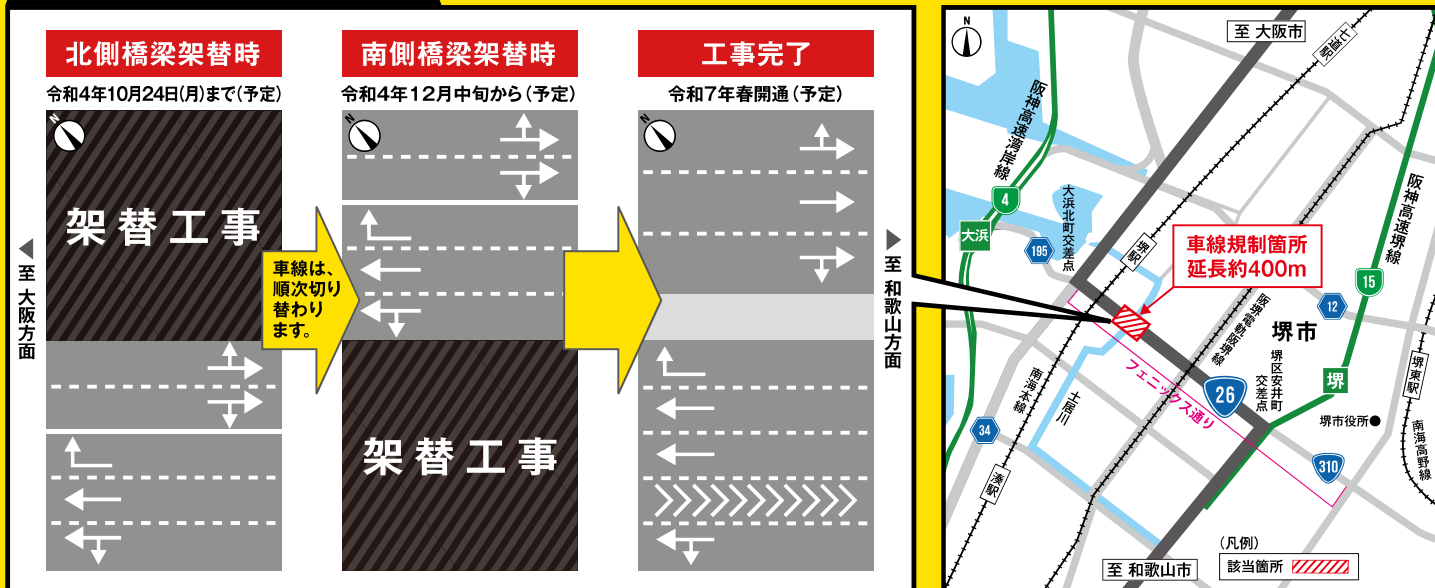 北側橋梁架替時
令和4年10月24日(月)まで(予定)
N
架替工事
至 大阪方面
車線は、
順次切り
替わり
ます。
南側橋梁架替時
令和4年12月中旬から(予定)
N
架替工事
工事完了
令和7年春開通(予定)
N
至 和歌山方面
N
至 大阪市
七道駅
阪神高速湾岸線
4
大浜
195
大浜北町交差点
堺駅
車線規制箇所
延長約400m
阪神高速堺線
15
12
阪堺電軌阪堺線
堺市
堺区安井町
交差点
堺
26
フェニックス通り
南海本線
土居川
34
湊駅
堺市役所
堺東駅
南海高野線
310
至 和歌山市
(凡例)
該当箇所